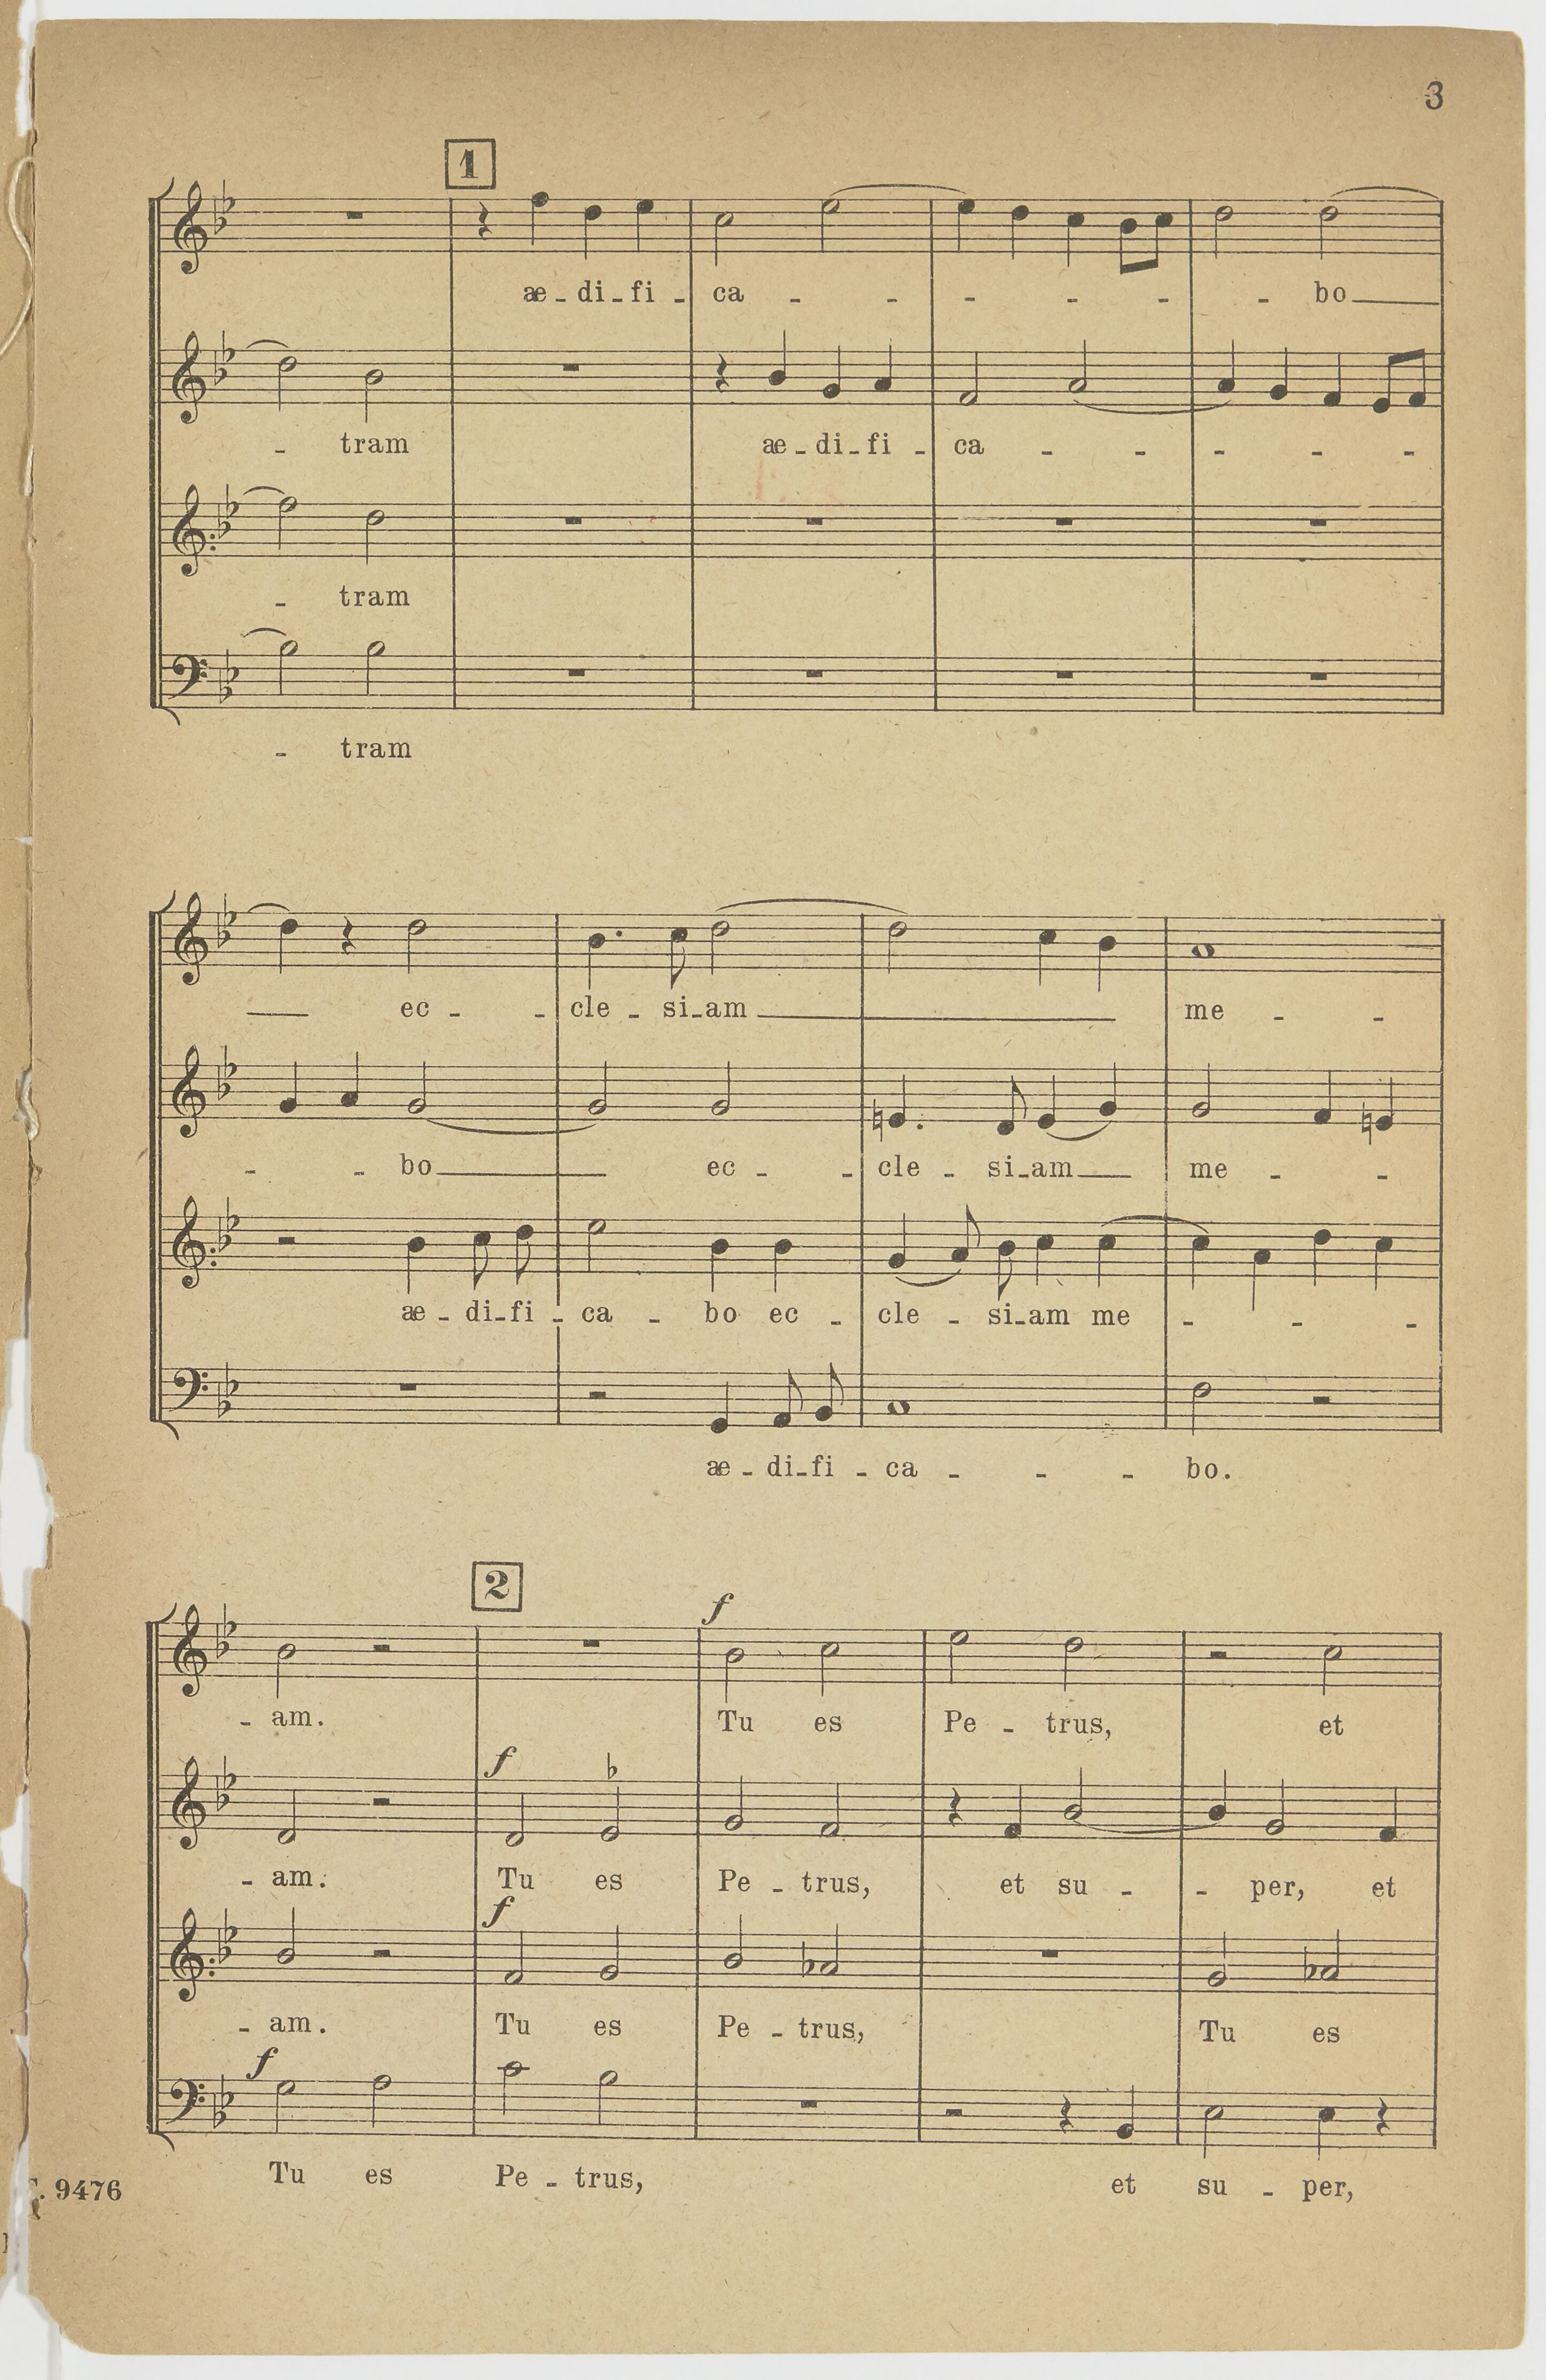 3
1
æ - di - fi - ca - - - - - - bo
- tram æ - di - fi - ca - - - - -
- tram
- tram
ec - - cle - si - am me - -
- - bo ec - - cle - si - am me - -
æ - di - fi - ca - bo ec - cle - si - am me - - -
æ - di - fi - ca - - - bo.
2
f
- am. Tu es Pe - trus, et
f
- am. Tu es Pe - trus, et su - - per, et
f
- am. Tu es Pe - trus, Tu es
f
Tu es Pe - trus, et su - per,
9476